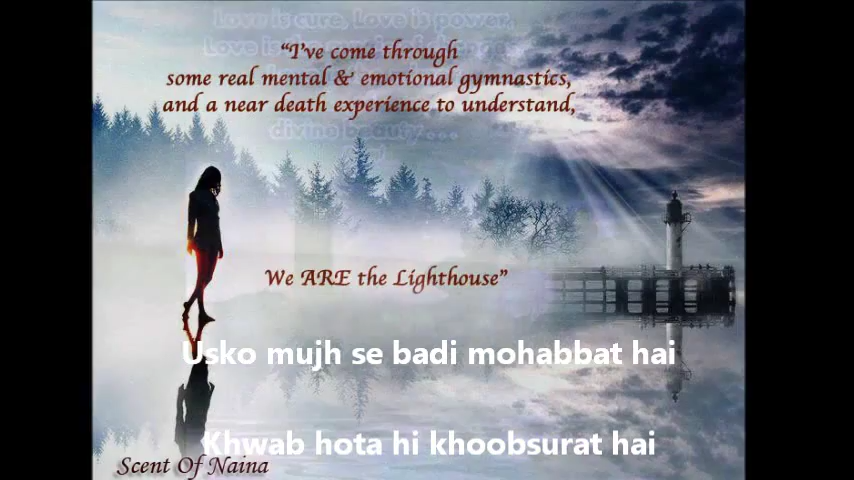 Love is cure, Love is power,
Love is the
"I've come through
some real mental & emotional gymnastics,
and a near death experience to understand,
divine beauty . . .
We ARE the Lighthouse"
Usko mujh se badi mohabbat hai
Khwab hota hi khoobsurat hai
Scent Of Naina